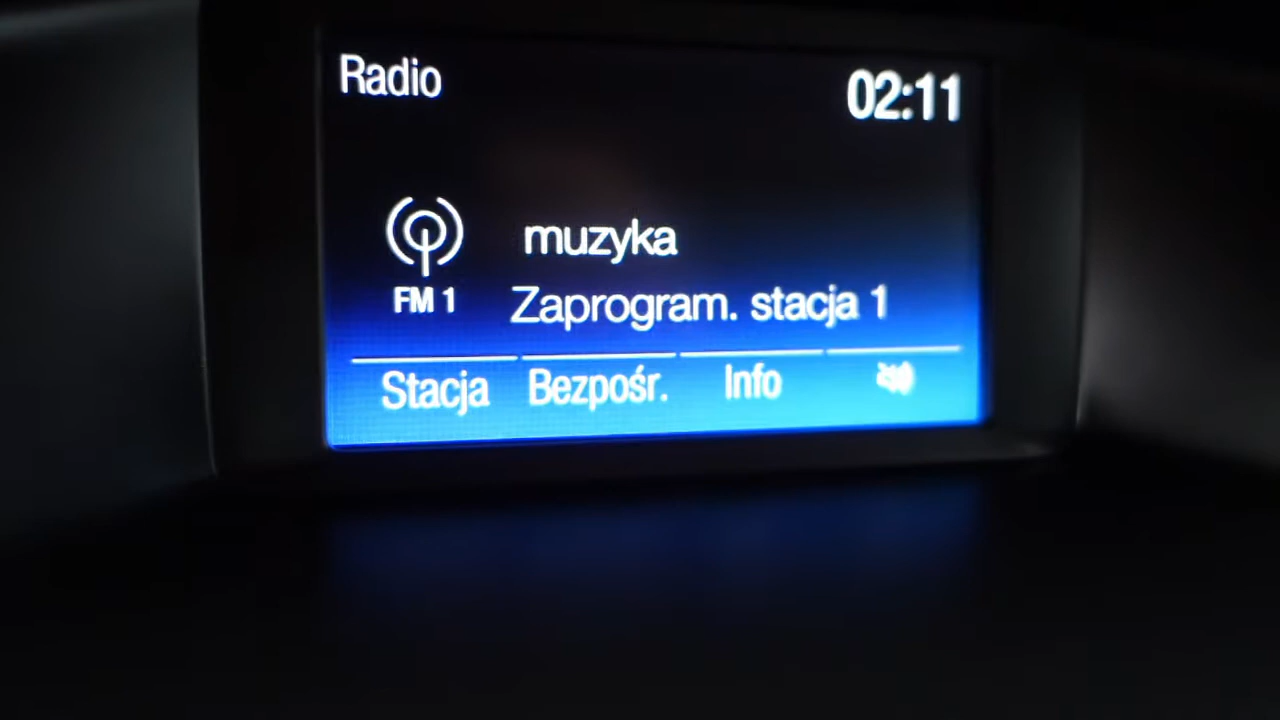 Radio 02:11
muzyka
FM 1 Zaprogram. stacja 1
Stacja Bezpośr. Info